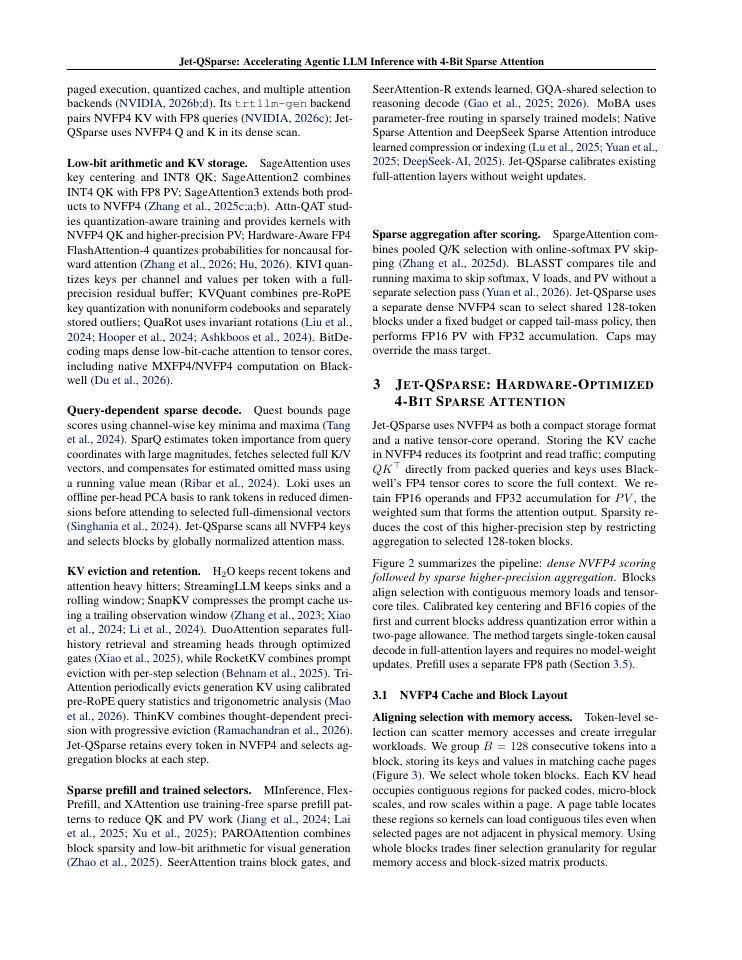 Jet-QSparse: Accelerating Agentic LLM Inference with 4-Bit Sparse Attention
paged execution, quantized caches, and multiple attention
backends (NVIDIA, 2026b;d). Its trtllm-gen backend
pairs NVFP4 KV with FP8 queries (NVIDIA, 2026c); Jet-
QSparse uses NVFP4 Q and K in its dense scan.
Low-bit arithmetic and KV storage. SageAttention uses
key centering and INT8 QK; SageAttention2 combines
INT4 QK with FP8 PV; SageAttention3 extends both prod-
ucts to NVFP4 (Zhang et al., 2025c;a;b). Attn-QAT stud-
ies quantization-aware training and provides kernels with
NVFP4 QK and higher-precision PV; Hardware-Aware FP4
FlashAttention-4 quantizes probabilities for noncausal for-
ward attention (Zhang et al., 2026; Hu, 2026). KIVI quan-
tizes keys per channel and values per token with a full-
precision residual buffer; KVQuant combines pre-RoPE
key quantization with nonuniform codebooks and separately
stored outliers; QuaRot uses invariant rotations (Liu et al.,
2024; Hooper et al., 2024; Ashkboos et al., 2024). BitDe-
coding maps dense low-bit-cache attention to tensor cores,
including native MXFP4/NVFP4 computation on Black-
well (Du et al., 2026).
Query-dependent sparse decode. Quest bounds page
scores using channel-wise key minima and maxima (Tang
et al., 2024). SparQ estimates token importance from query
coordinates with large magnitudes, fetches selected full K/V
vectors, and compensates for estimated omitted mass using
a running value mean (Ribar et al., 2024). Loki uses an
offline per-head PCA basis to rank tokens in reduced dimen-
sions before attending to selected full-dimensional vectors
(Singhania et al., 2024). Jet-QSparse scans all NVFP4 keys
and selects blocks by globally normalized attention mass.
KV eviction and retention. H₂O keeps recent tokens and
attention heavy hitters; StreamingLLM keeps sinks and a
rolling window; SnapKV compresses the prompt cache us-
ing a trailing observation window (Zhang et al., 2023; Xiao
et al., 2024; Li et al., 2024). DuoAttention separates full-
history retrieval and streaming heads through optimized
gates (Xiao et al., 2025), while RocketKV combines prompt
eviction with per-step selection (Behnam et al., 2025). Tri-
Attention periodically evicts generation KV using calibrated
pre-RoPE query statistics and trigonometric analysis (Mao
et al., 2026). ThinKV combines thought-dependent preci-
sion with progressive eviction (Ramachandran et al., 2026).
Jet-QSparse retains every token in NVFP4 and selects ag-
gregation blocks at each step.
Sparse prefill and trained selectors. MInference, Flex-
Prefill, and XAttention use training-free sparse prefill pat-
terns to reduce QK and PV work (Jiang et al., 2024; Lai
et al., 2025; Xu et al., 2025); PAROAttention combines
block sparsity and low-bit arithmetic for visual generation
(Zhao et al., 2025). SeerAttention trains block gates, and
SeerAttention-R extends learned, GQA-shared selection to
reasoning decode (Gao et al., 2025; 2026). MoBA uses
parameter-free routing in sparsely trained models; Native
Sparse Attention and DeepSeek Sparse Attention introduce
learned compression or indexing (Lu et al., 2025; Yuan et al.,
2025; DeepSeek-AI, 2025). Jet-QSparse calibrates existing
full-attention layers without weight updates.
Sparse aggregation after scoring. SpargeAttention com-
bines pooled Q/K selection with online-softmax PV skip-
ping (Zhang et al., 2025d). BLASST compares tile and
running maxima to skip softmax, V loads, and PV without a
separate selection pass (Yuan et al., 2026). Jet-QSparse uses
a separate dense NVFP4 scan to select shared 128-token
blocks under a fixed budget or capped tail-mass policy, then
performs FP16 PV with FP32 accumulation. Caps may
override the mass target.
3 JET-QSPARSE: HARDWARE-OPTIMIZED
4-BIT SPARSE ATTENTION
Jet-QSparse uses NVFP4 as both a compact storage format
and a native tensor-core operand. Storing the KV cache
in NVFP4 reduces its footprint and read traffic; computing
QK⊤ directly from packed queries and keys uses Black-
well's FP4 tensor cores to score the full context. We re-
tain FP16 operands and FP32 accumulation for PV, the
weighted sum that forms the attention output. Sparsity re-
duces the cost of this higher-precision step by restricting
aggregation to selected 128-token blocks.
Figure 2 summarizes the pipeline: dense NVFP4 scoring
followed by sparse higher-precision aggregation. Blocks
align selection with contiguous memory loads and tensor-
core tiles. Calibrated key centering and BF16 copies of the
first and current blocks address quantization error within a
two-page allowance. The method targets single-token causal
decode in full-attention layers and requires no model-weight
updates. Prefill uses a separate FP8 path (Section 3.5).
3.1 NVFP4 Cache and Block Layout
Aligning selection with memory access. Token-level se-
lection can scatter memory accesses and create irregular
workloads. We group B = 128 consecutive tokens into a
block, storing its keys and values in matching cache pages
(Figure 3). We select whole token blocks. Each KV head
occupies contiguous regions for packed codes, micro-block
scales, and row scales within a page. A page table locates
these regions so kernels can load contiguous tiles even when
selected pages are not adjacent in physical memory. Using
whole blocks trades finer selection granularity for regular
memory access and block-sized matrix products.